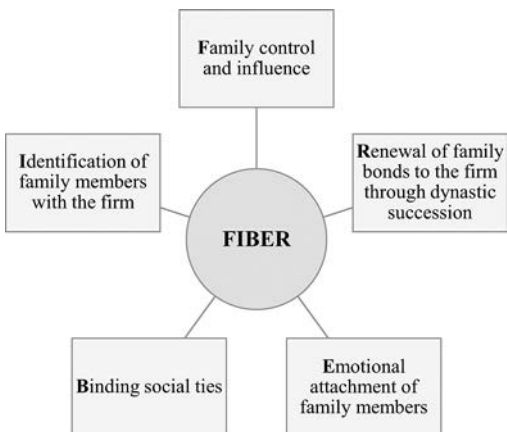 Family control
and influence
Identification of
family members
with the firm
Renewal of family
bonds to the firm
through dynastic
succession
FIBER
Binding social ties
Emotional
attachment of
family members